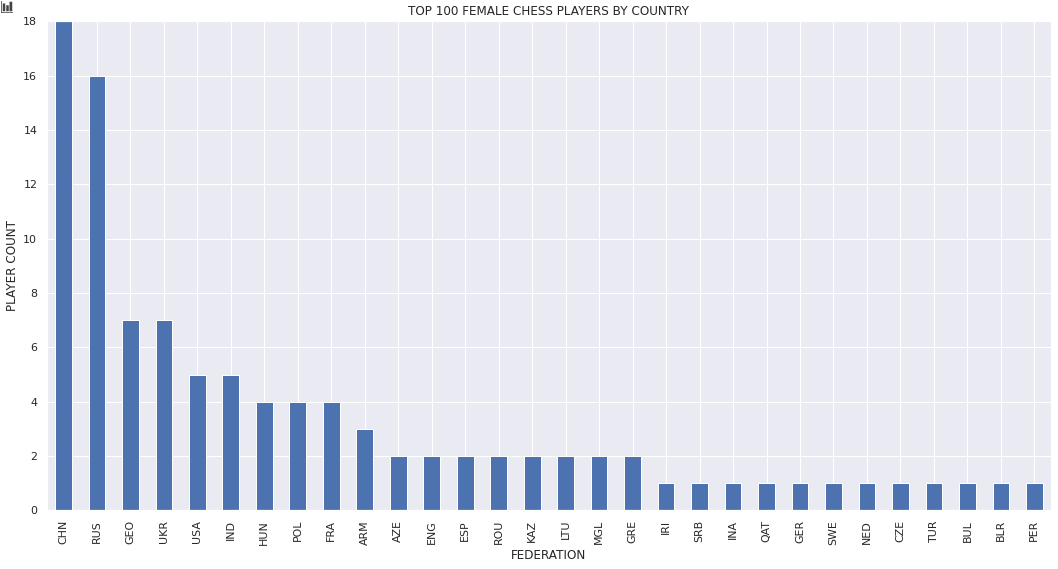 TOP 100 FEMALE CHESS PLAYERS BY COUNTRY
18
16
14
12
10
8
6
4
2
0
PLAYER COUNT
CHN RUS GEO UKR USA IND HUN POL FRA ARM AZE ENG ESP ROU KAZ LTU MGL GRE IRI SRB INA QAT GER SWE NED CZE TUR BUL BLR PER
FEDERATION